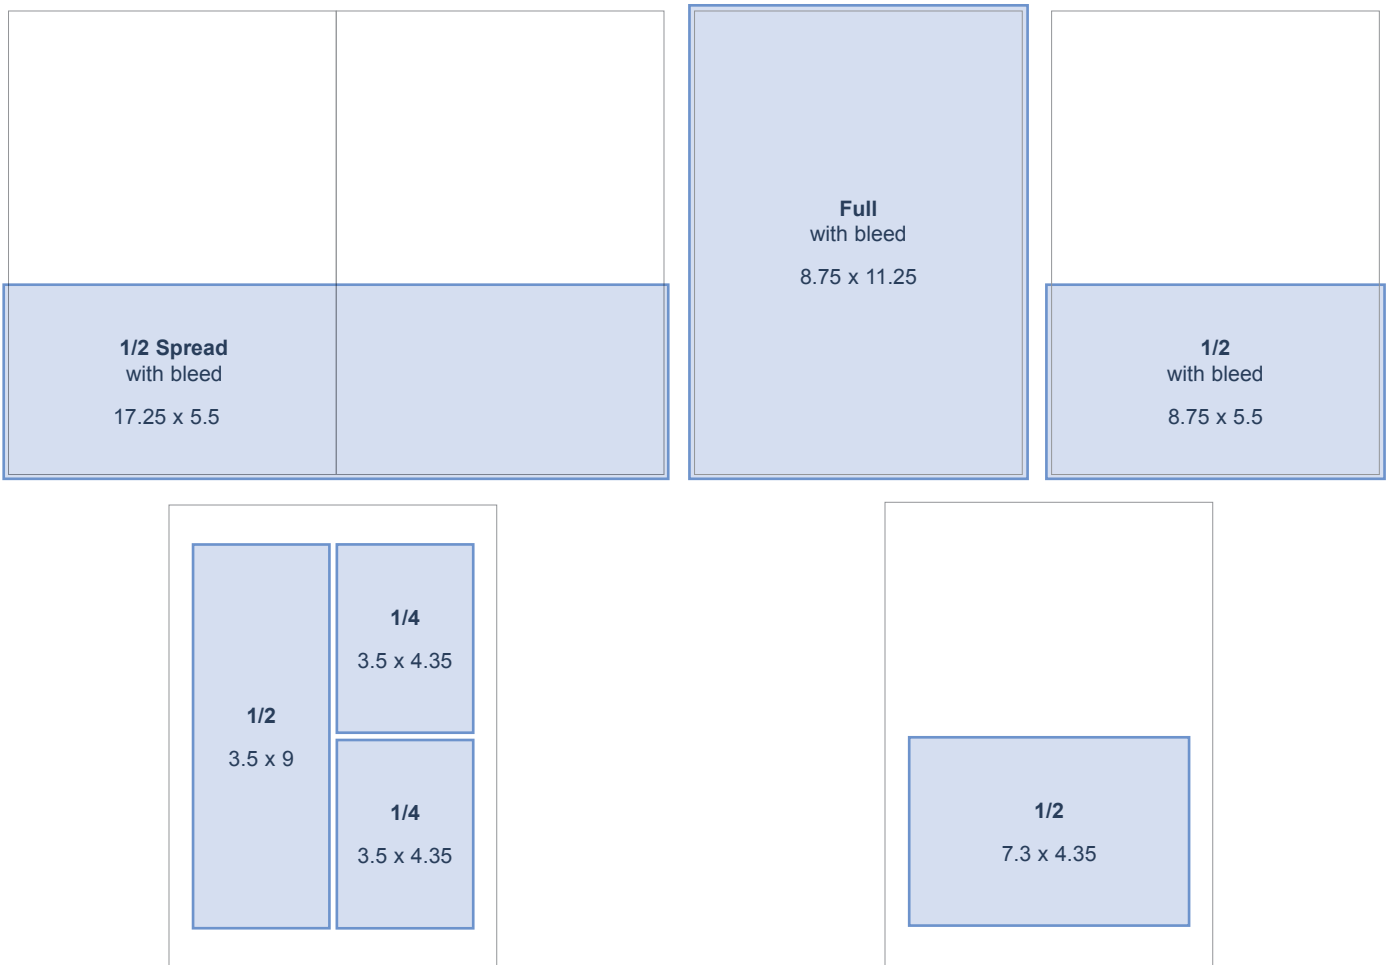 1/2 Spread
with bleed
17.25 x 5.5
Full
with bleed
8.75 x 11.25
1/2
with bleed
8.75 x 5.5
1/2
3.5 x 9
1/4
3.5 x 4.35
1/4
3.5 x 4.35
1/2
7.3 x 4.35